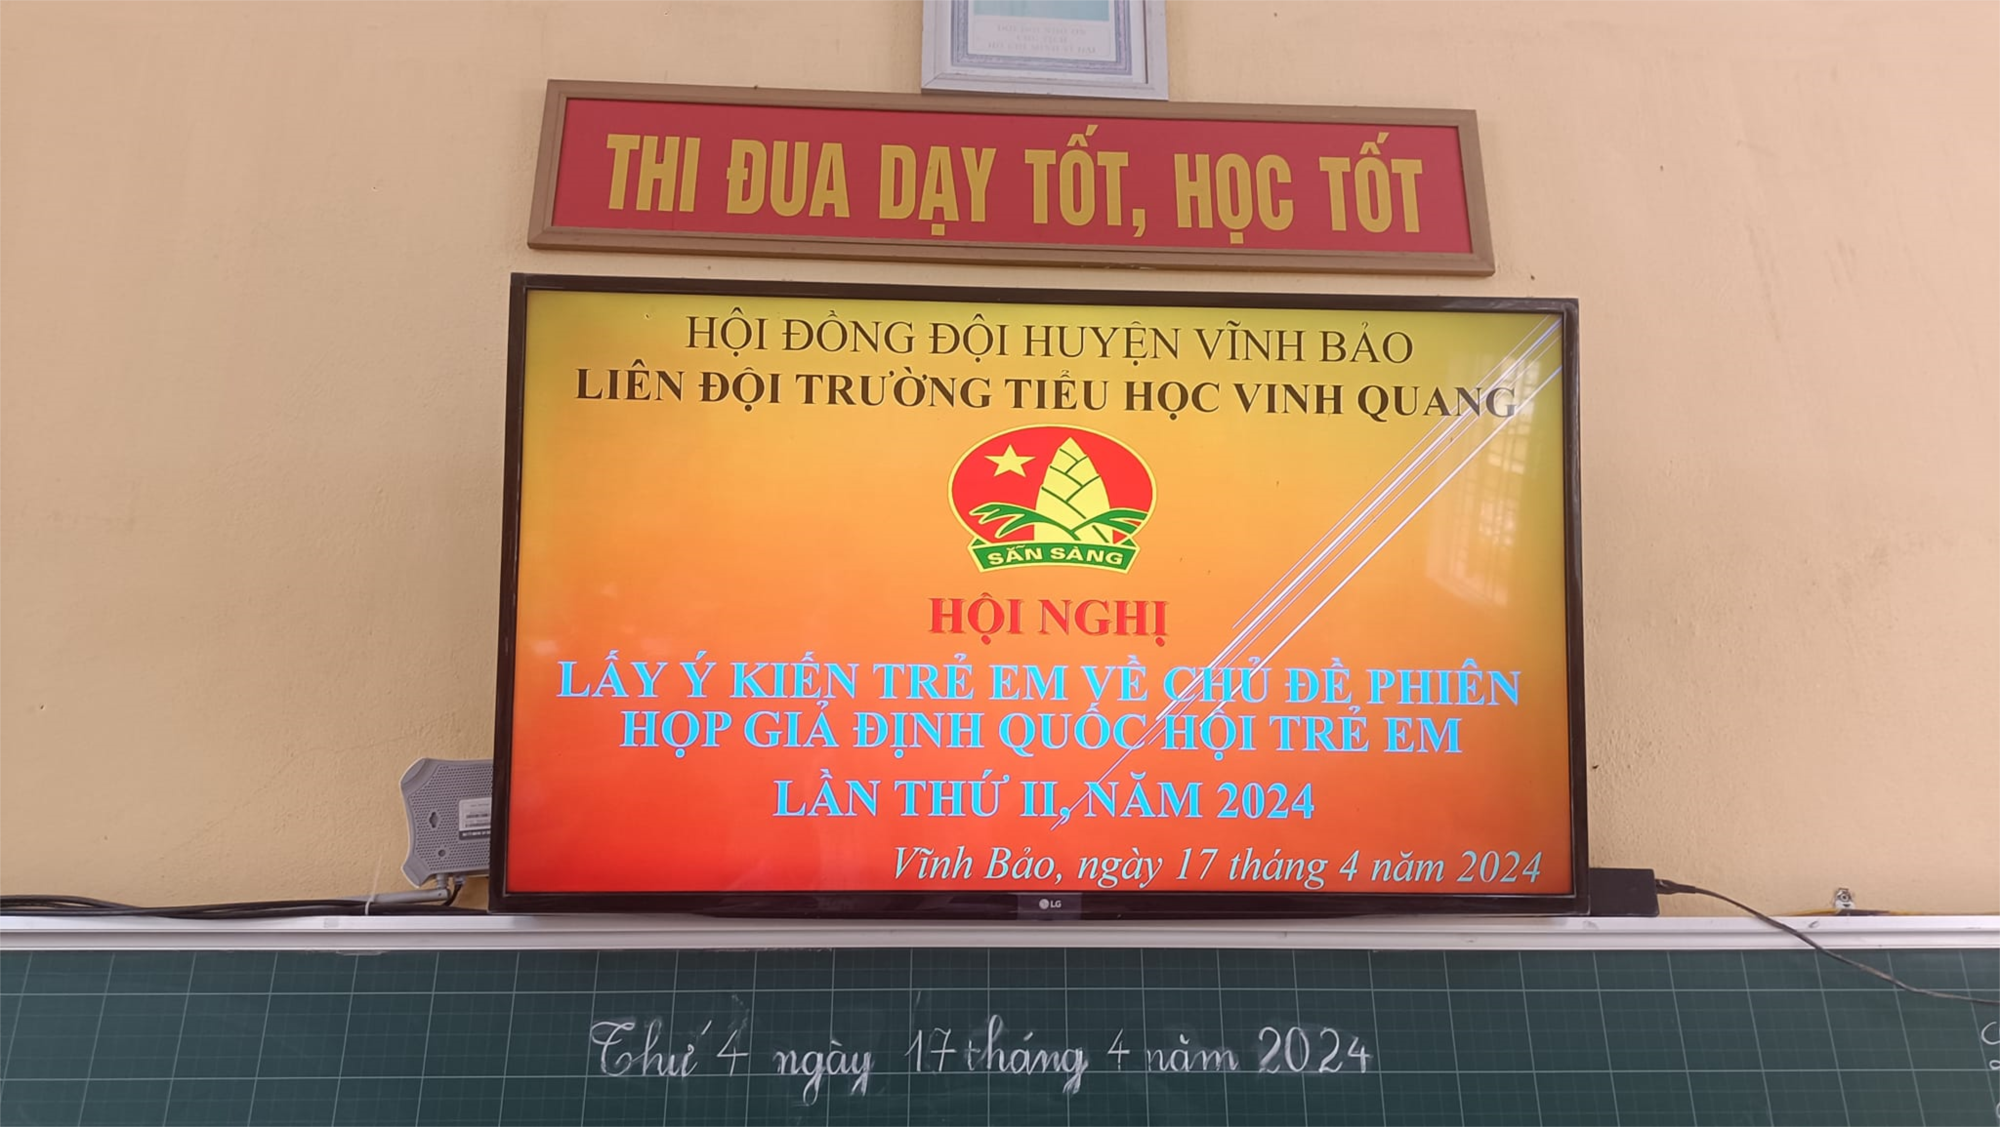 THI ĐUA DẠY TỐT, HỌC TỐT
HỘI ĐỒNG ĐỘI HUYỆN VĨNH BẢO
LIÊN ĐỘI TRƯỜNG TIỂU HỌC VINH QUANG
SẴN SÀNG
HỘI NGHỊ
LẤY Ý KIẾN TRẺ EM VỀ CHỦ ĐỀ PHIÊN
HỌP GIẢ ĐỊNH QUỐC HỘI TRẺ EM
LẦN THỨ II, NĂM 2024
Vĩnh Bảo, ngày 17 tháng 4 năm 2024
LG
Thứ 4 ngày 17 tháng 4 năm 2024